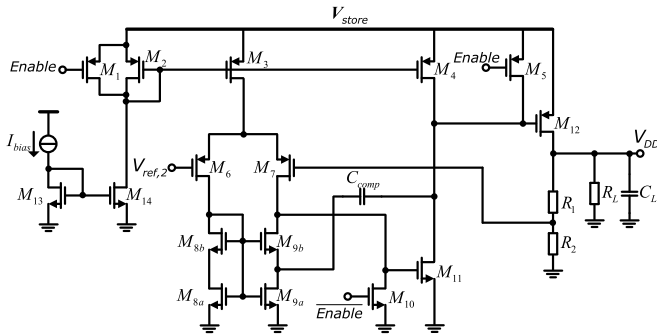 V_store
Enable
M_1
M_2
M_3
M_4
Enable
M_5
M_12
V_DD
I_bias
V_ref,2
M_6
M_7
C_comp
M_13
M_14
R_1
R_L
C_L
R_2
M_8b
M_9b
M_11
M_8a
M_9a
M_10
Enable